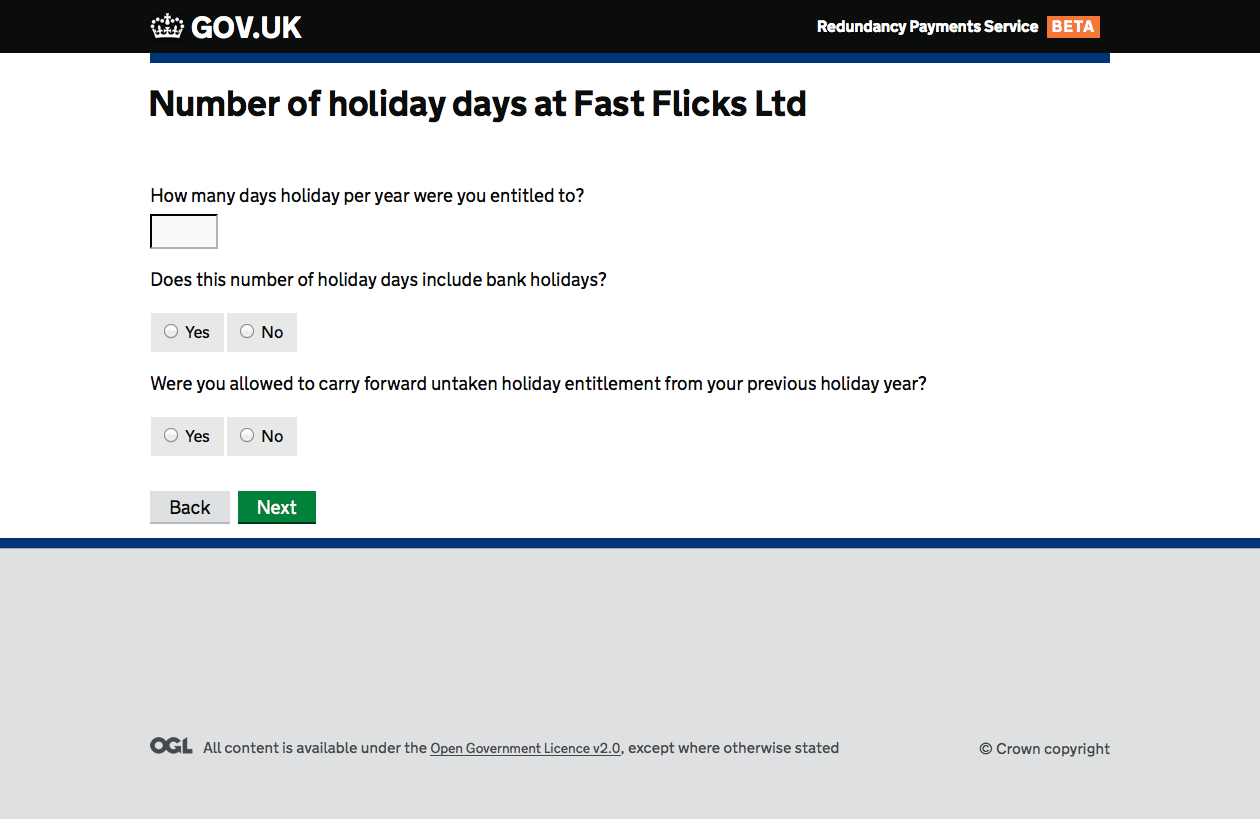 GOV.UK
Redundancy Payments Service BETA
Number of holiday days at Fast Flicks Ltd
How many days holiday per year were you entitled to?
Does this number of holiday days include bank holidays?
Yes No
Were you allowed to carry forward untaken holiday entitlement from your previous holiday year?
Yes No
Back Next
OGL All content is available under the Open Government Licence v2.0, except where otherwise stated
© Crown copyright